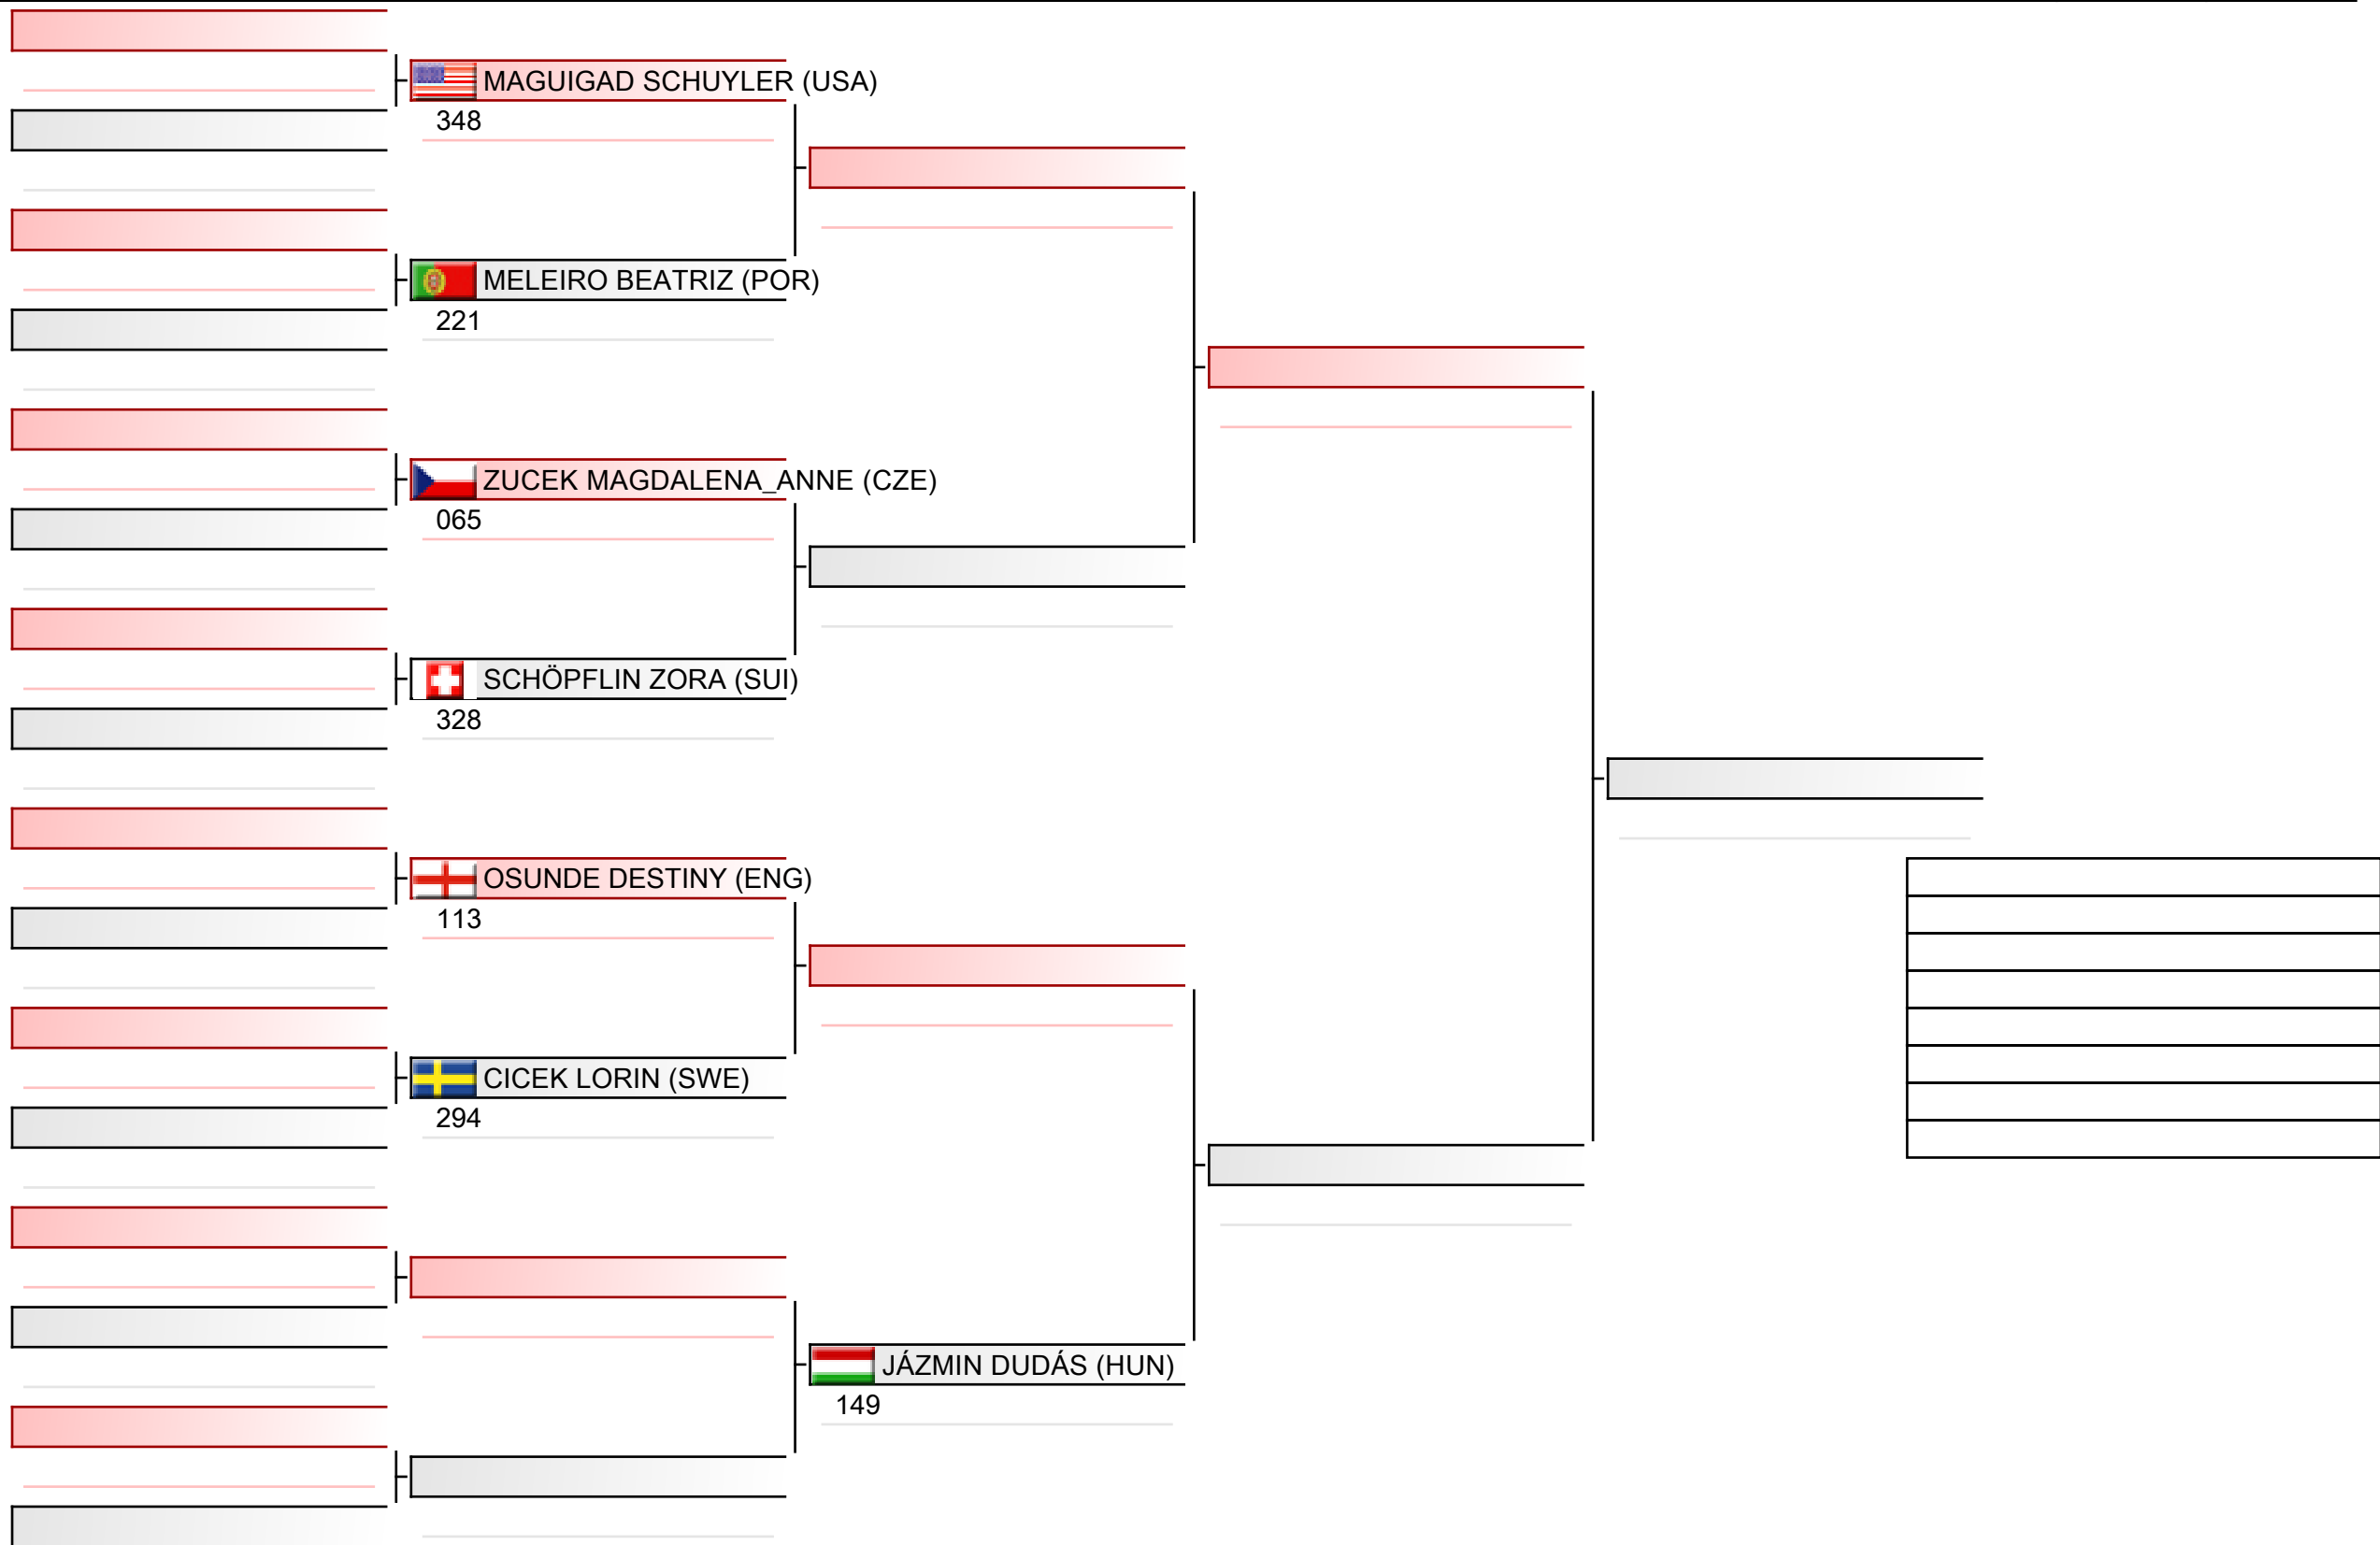 MAGUIGAD SCHUYLER (USA)
348
MELEIRO BEATRIZ (POR)
221
ZUCEK MAGDALENA_ANNE (CZE)
065
SCHÖPFLIN ZORA (SUI)
328
OSUNDE DESTINY (ENG)
113
CICEK LORIN (SWE)
294
JÁZMIN DUDÁS (HUN)
149